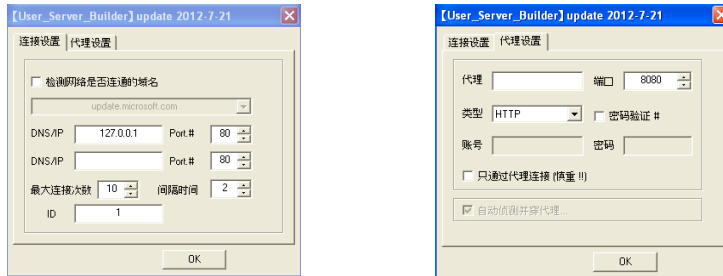 【User_Server_Builder】update 2012-7-21
连接设置 代理设置
检测网络是否连通的域名
update.microsoft.com
DNS/IP 127.0.0.1 Port.# 80
DNS/IP Port.# 80
最大连接次数 10 间隔时间 2
ID 1
OK
【User_Server_Builder】update 2012-7-21
连接设置 代理设置
代理 端口 8080
类型 HTTP 密码验证 #
账号 密码
只通过代理连接 (慎重 !!)
自动侦测并穿代理...
OK